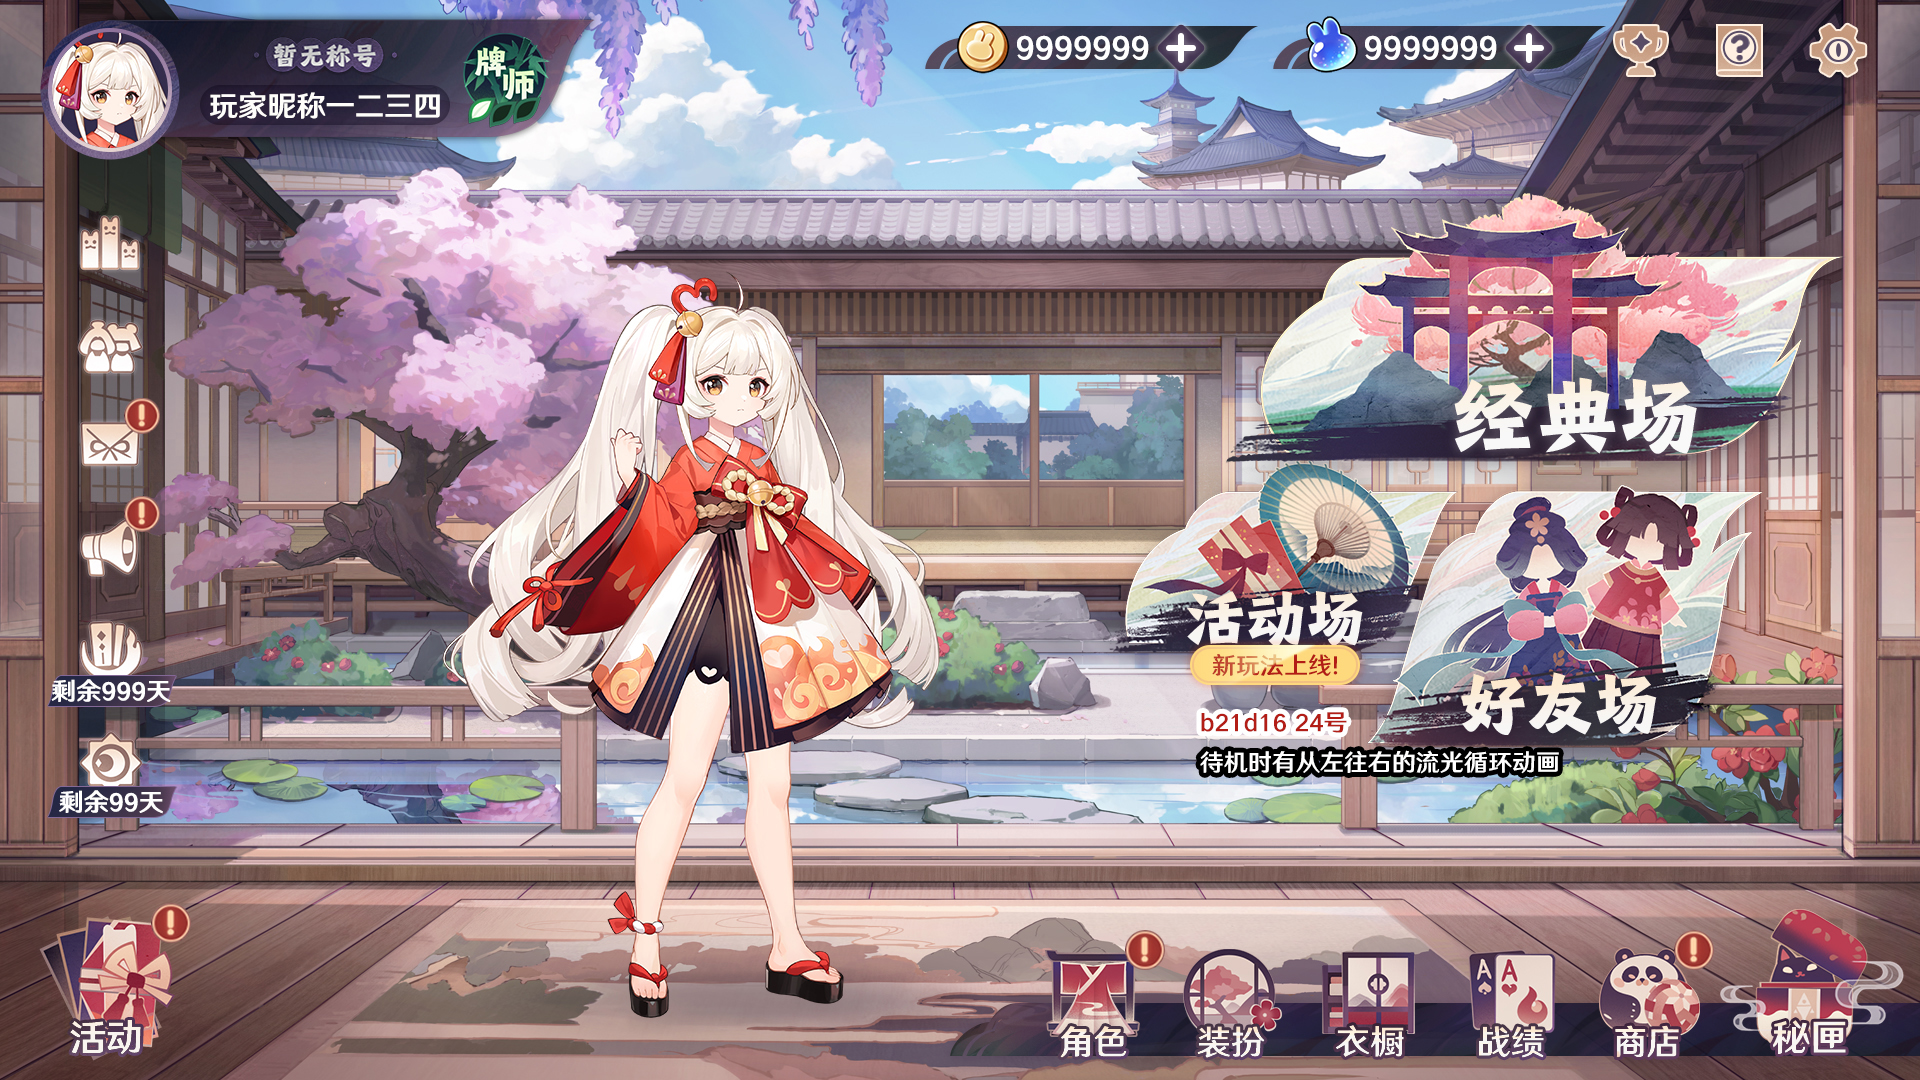 暂无称号
玩家昵称一二三四
牌师
9999999
9999999
经典场
活动场
新玩法上线!
好友场
b21d16 24号
待机时有从左往右的流光循环动画
剩余999天
剩余99天
活动
角色
装扮
衣橱
A A
战绩
商店
秘匣